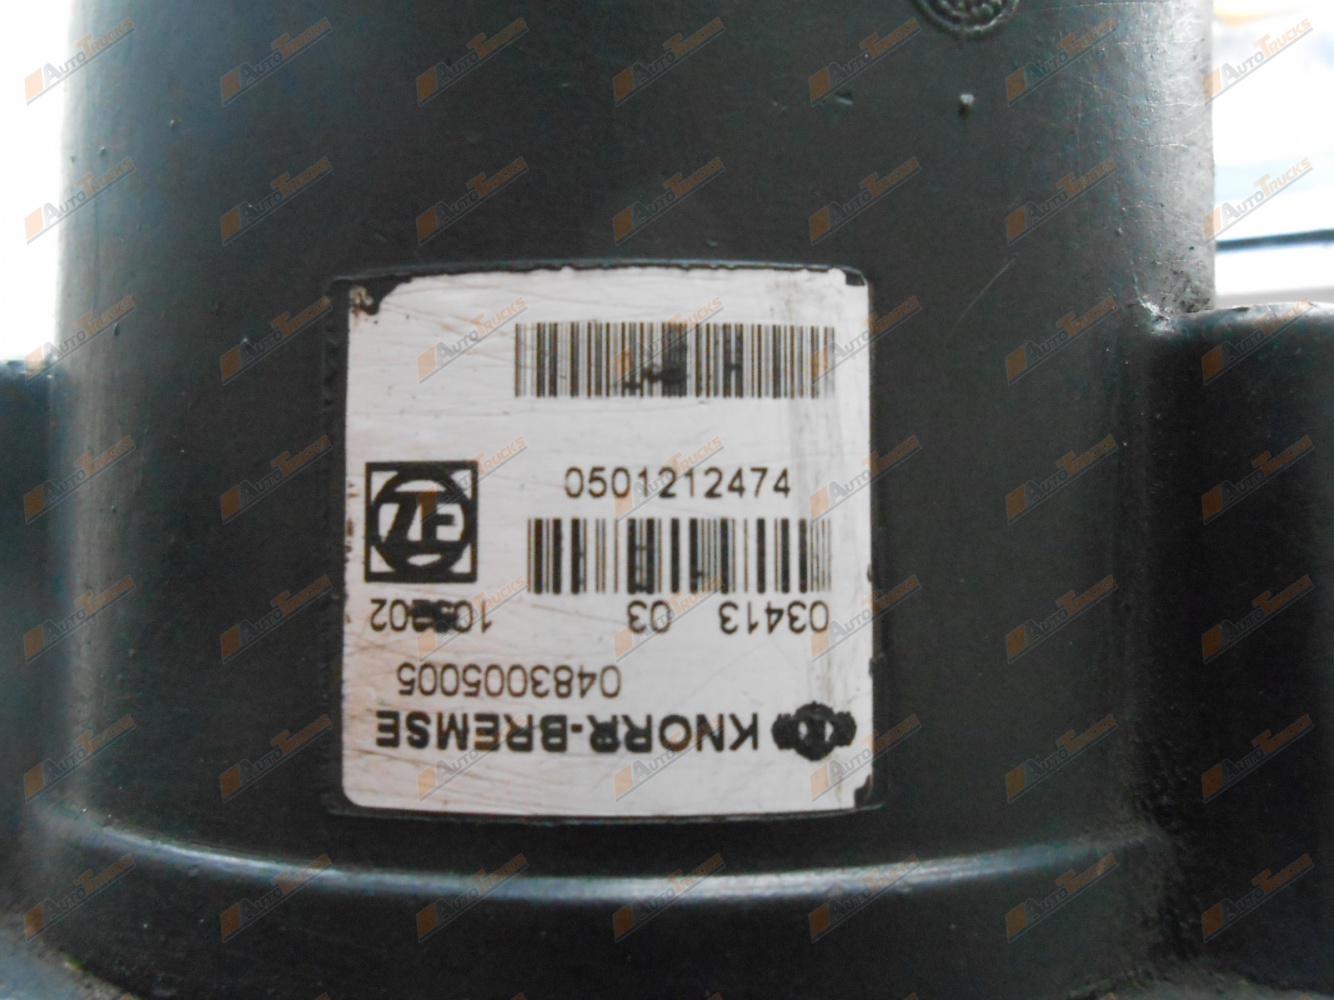 0501212474
ZF
KNORR-BREMSE
0483005005
03413 03
AUTOTRUCKS